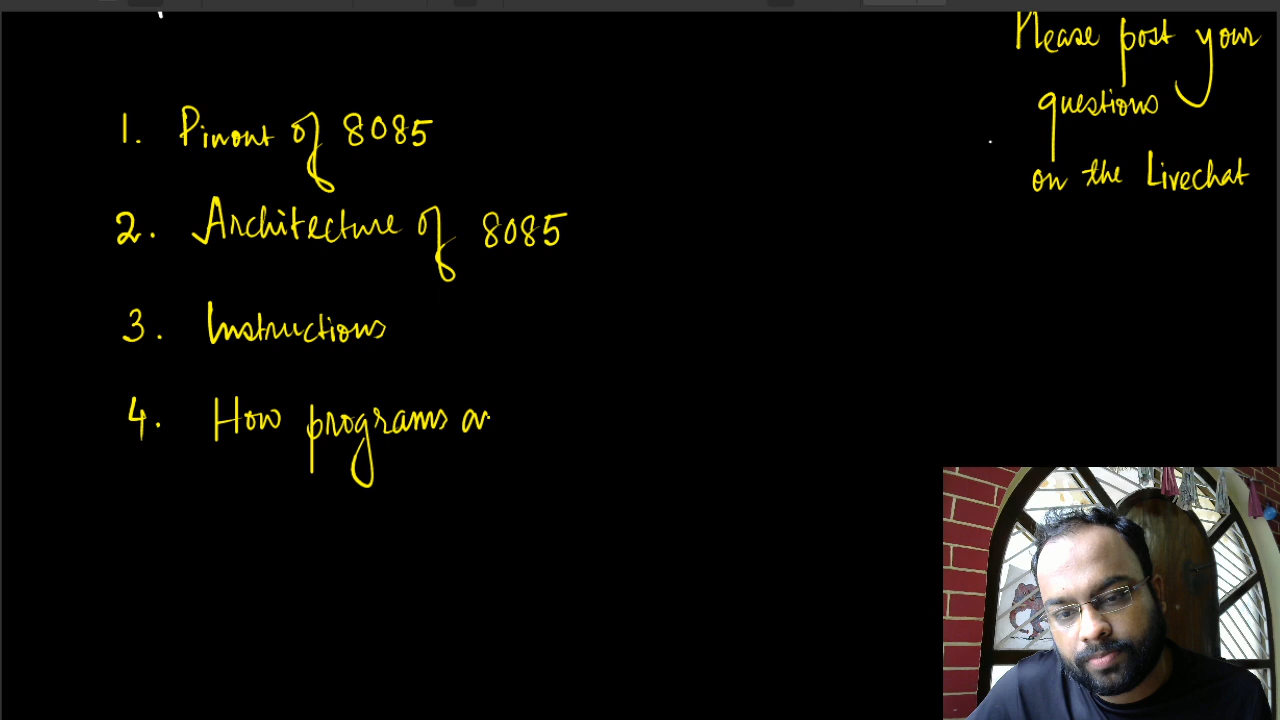 Please post your
questions
on the Livechat
1. Pinout of 8085
2. Architecture of 8085
3. Instructions
4. How programs a